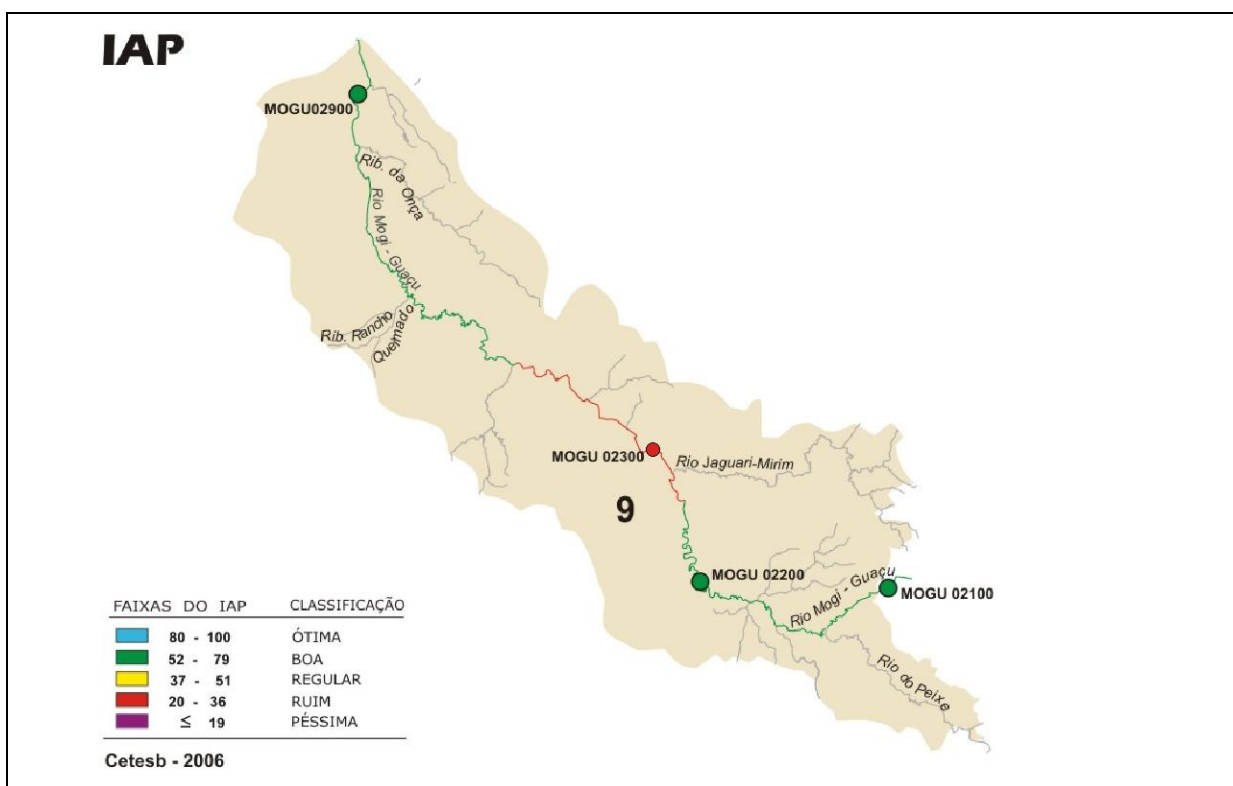 IAP
MOGU02900
Rib. da Onça
Rio Mogi - Guaçu
Rib. Rancho
Queimado
MOGU 02300
Rio Jaguari-Mirim
9
MOGU 02200
Rio Mogi - Guaçu
MOGU 02100
Rio do Peixe
FAIXAS DO IAP CLASSIFICAÇÃO
80 - 100 ÓTIMA
52 - 79 BOA
37 - 51 REGULAR
20 - 36 RUIM
≤ 19 PÉSSIMA
Cetesb - 2006